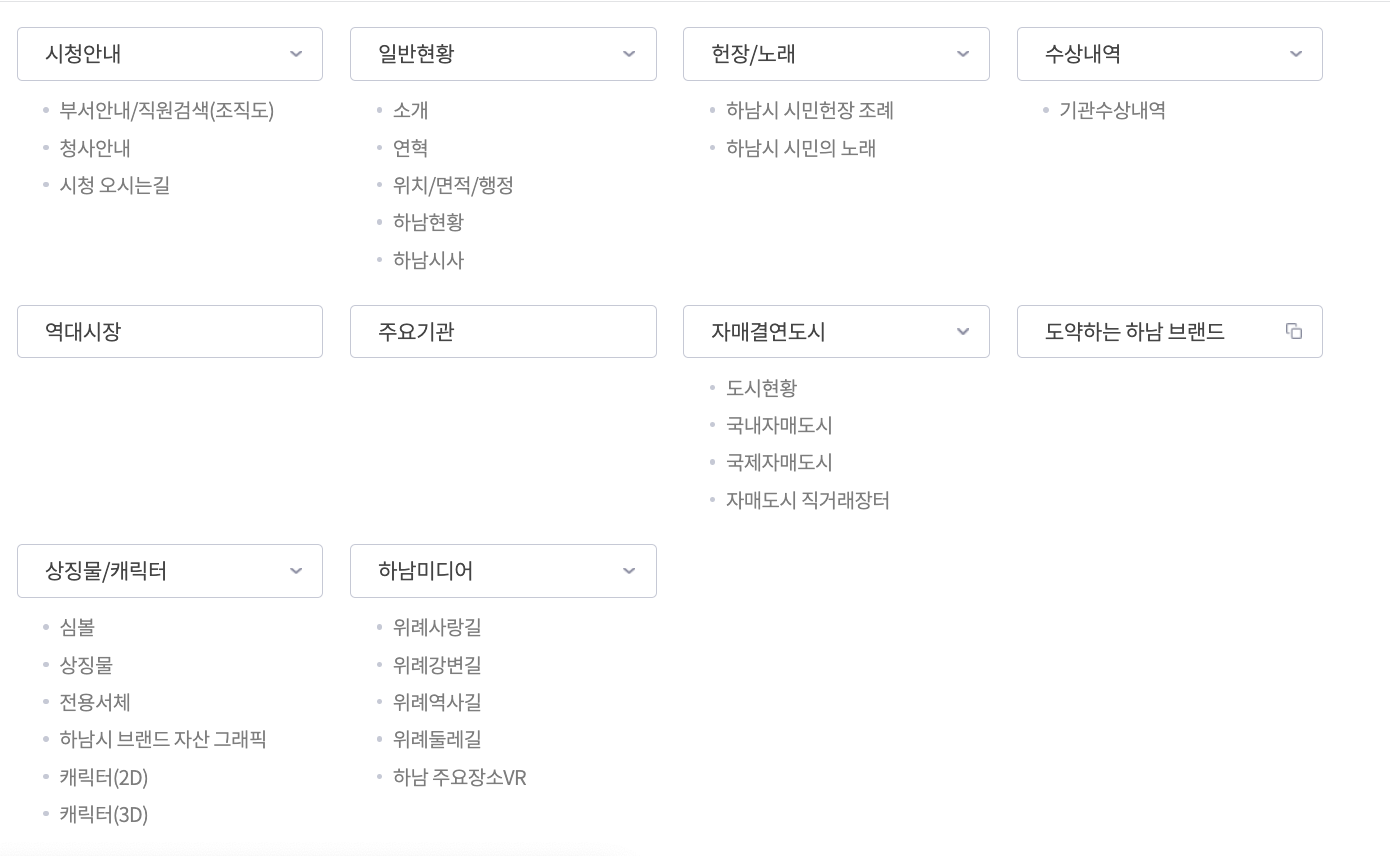 시청안내
부서안내/직원검색(조직도)
청사안내
시청 오시는길
일반현황
소개
연혁
위치/면적/행정
하남현황
하남시사
헌장/노래
하남시 시민헌장 조례
하남시 시민의 노래
수상내역
기관수상내역
역대시장
주요기관
자매결연도시
도시현황
국내자매도시
국제자매도시
자매도시 직거래장터
도약하는 하남 브랜드
상징물/캐릭터
심볼
상징물
전용서체
하남시 브랜드 자산 그래픽
캐릭터(2D)
캐릭터(3D)
하남미디어
위례사랑길
위례강변길
위례역사길
위례둘레길
하남 주요장소VR